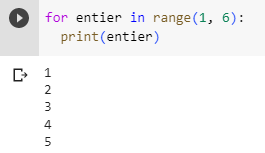 for entier in range(1, 6):
  print(entier)
1
2
3
4
5